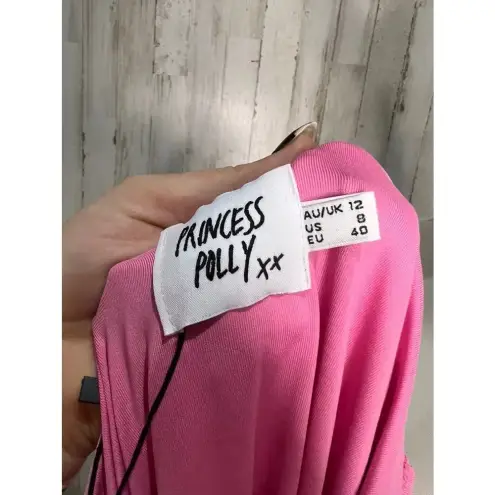 PRINCESS
POLLY xx
AU/UK 12
US 8
EU 40